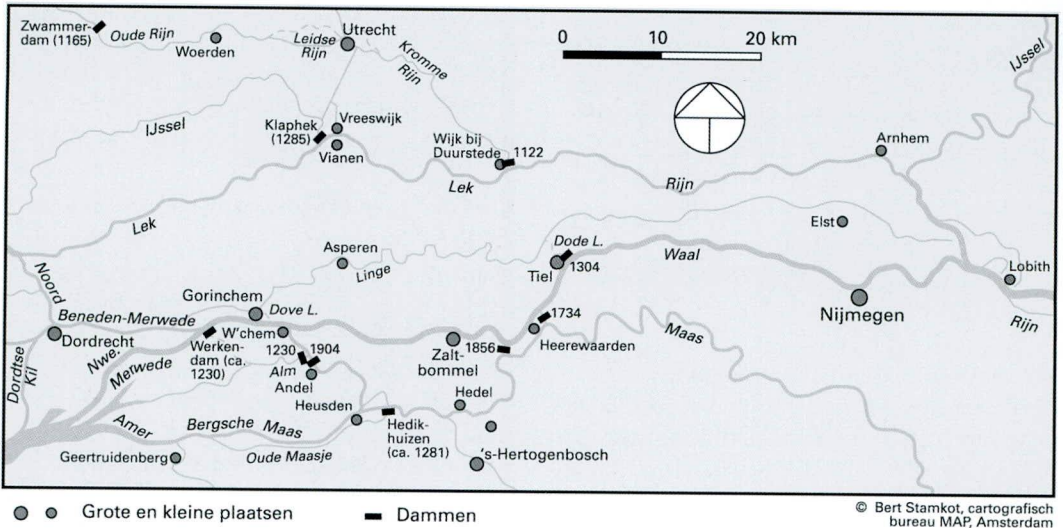 Zwammer-
dam (1165)
Oude Rijn
Woerden
Leidse
Rijn
Utrecht
Kromme
Rijn
0 10 20 km
IJssel
IJssel
Klaphek
(1285)
Vreeswijk
Vianen
Wijk bij
Duurstede
1122
Lek
Rijn
Arnhem
Lek
Elst
Asperen
Linge
Dode L.
Tiel
1304
Waal
Lobith
Rijn
Noord
Gorinchem
Dove L.
Beneden-Merwede
Dordrecht
Nwe.
Merwede
Werken-
dam (ca.
1230)
W'chem
1230
1904
Alm
Andel
Zalt-
bommel
1856
1734
Heerewaarden
Maas
Nijmegen
Dordtse
Kil
Heusden
Hedel
Amer
Bergsche Maas
Hedik-
huizen
(ca. 1281)
Geertruidenberg
Oude Maasje
's-Hertogenbosch
Grote en kleine plaatsen
Dammen
© Bert Stamkot, cartografisch
bureau MAP, Amsterdam